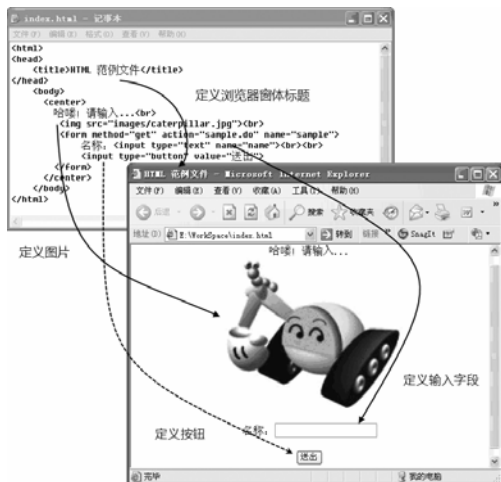 index.html - 记事本
文件(F) 编辑(E) 格式(O) 查看(V) 帮助(H)
<html>
<head>
<title>HTML 范例文件</title>
</head>
<body>
<center>
哈喽! 请输入...<br>
<img src="images/caterpillar.jpg"><br>
<form method="get" action="sample.do" name="sample">
名称: <input type="text" name="name"><br><br>
<input type="button" value="送出">
</form>
</center>
</body>
</html>
定义浏览器窗体标题
HTML 范例文件 - Microsoft Internet Explorer
文件(F) 编辑(E) 查看(V) 收藏(A) 工具(T) 帮助(H)
后退 搜索 收藏夹
地址(D) E:\WorkSpace\index.html 转到 链接 SnagIt
哈喽! 请输入...
定义图片
定义输入字段
定义按钮
名称:
送出
完毕 我的电脑